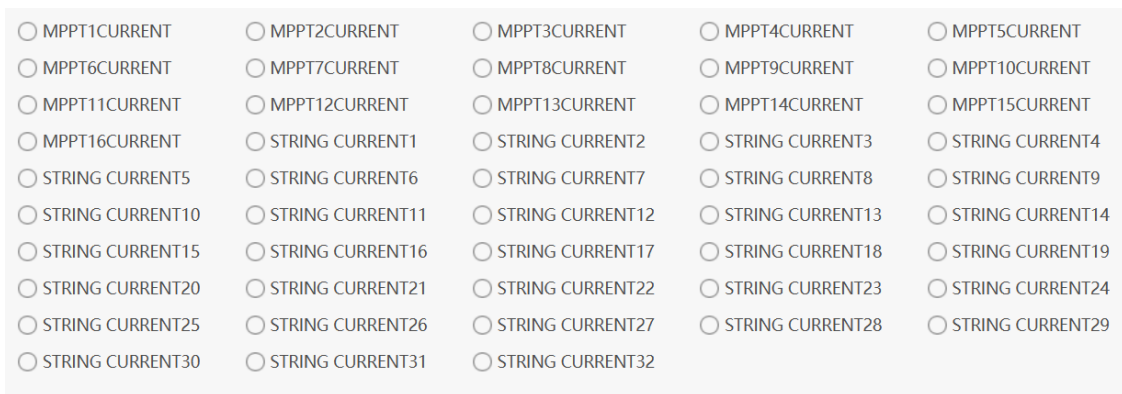 MPPT1CURRENT MPPT2CURRENT MPPT3CURRENT MPPT4CURRENT MPPT5CURRENT
MPPT6CURRENT MPPT7CURRENT MPPT8CURRENT MPPT9CURRENT MPPT10CURRENT
MPPT11CURRENT MPPT12CURRENT MPPT13CURRENT MPPT14CURRENT MPPT15CURRENT
MPPT16CURRENT STRING CURRENT1 STRING CURRENT2 STRING CURRENT3 STRING CURRENT4
STRING CURRENT5 STRING CURRENT6 STRING CURRENT7 STRING CURRENT8 STRING CURRENT9
STRING CURRENT10 STRING CURRENT11 STRING CURRENT12 STRING CURRENT13 STRING CURRENT14
STRING CURRENT15 STRING CURRENT16 STRING CURRENT17 STRING CURRENT18 STRING CURRENT19
STRING CURRENT20 STRING CURRENT21 STRING CURRENT22 STRING CURRENT23 STRING CURRENT24
STRING CURRENT25 STRING CURRENT26 STRING CURRENT27 STRING CURRENT28 STRING CURRENT29
STRING CURRENT30 STRING CURRENT31 STRING CURRENT32